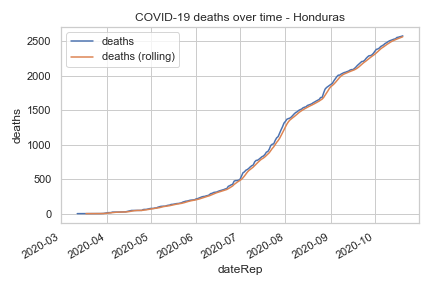 COVID-19 deaths over time - Honduras
deaths
deaths (rolling)
2500
2000
1500
1000
500
0
deaths
2020-03
2020-04
2020-05
2020-06
2020-07
2020-08
2020-09
2020-10
dateRep